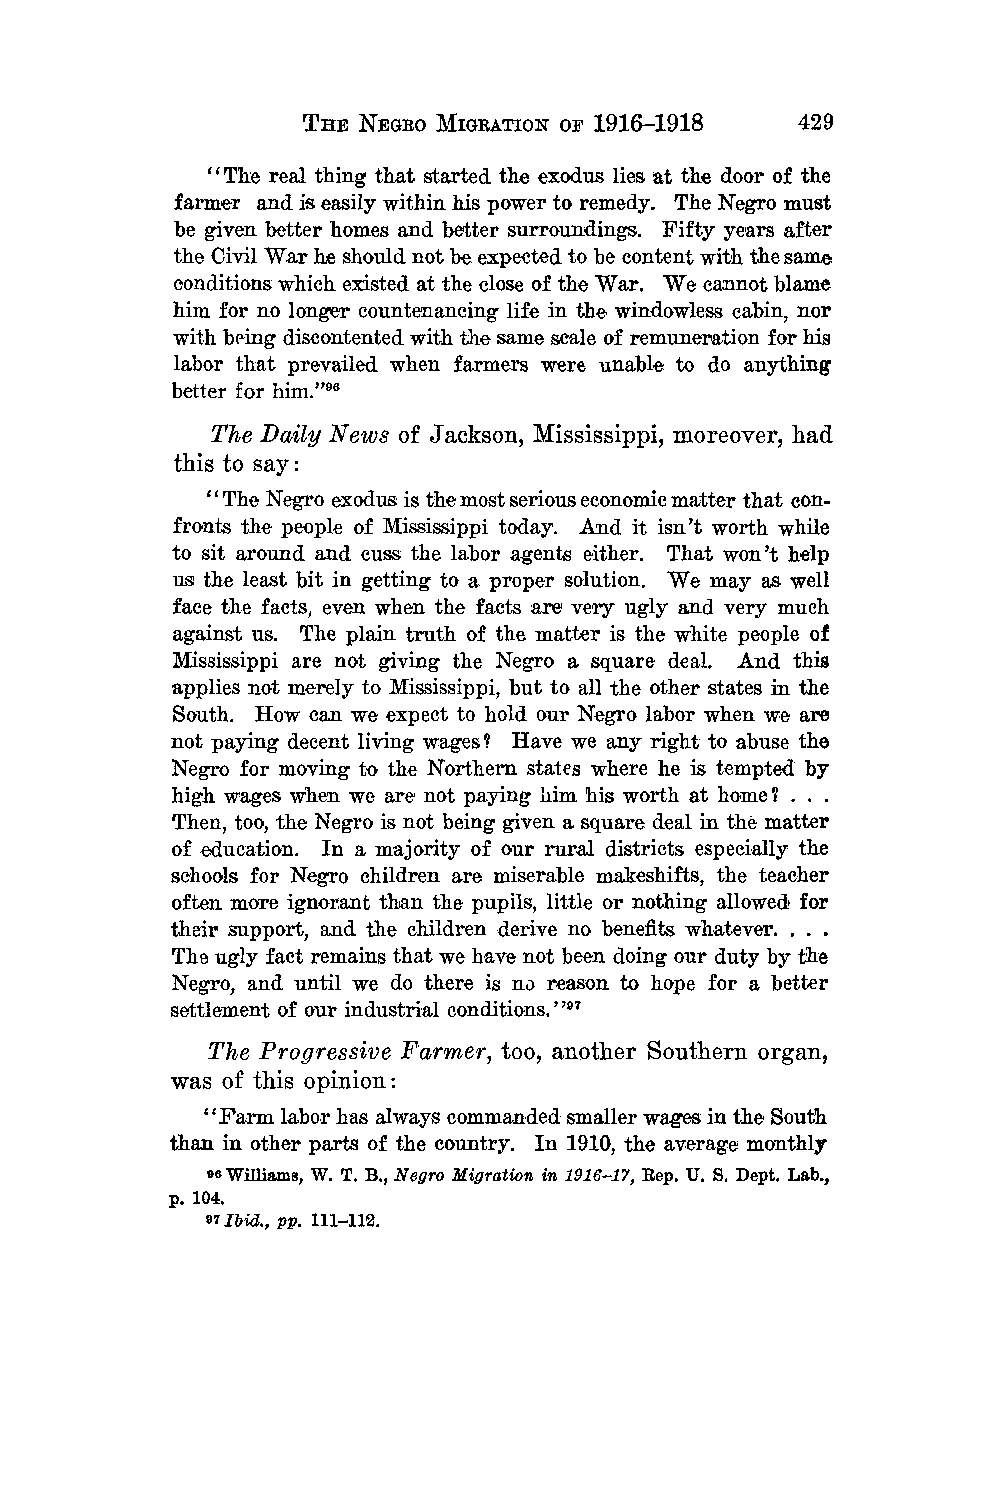 THE NEGRO MIGRATION OF 1916–1918 429
"The real thing that started the exodus lies at the door of the
farmer and is easily within his power to remedy. The Negro must
be given better homes and better surroundings. Fifty years after
the Civil War he should not be expected to be content with the same
conditions which existed at the close of the War. We cannot blame
him for no longer countenancing life in the windowless cabin, nor
with being discontented with the same scale of remuneration for his
labor that prevailed when farmers were unable to do anything
better for him."96
The Daily News of Jackson, Mississippi, moreover, had
this to say:
"The Negro exodus is the most serious economic matter that con-
fronts the people of Mississippi today. And it isn't worth while
to sit around and cuss the labor agents either. That won't help
us the least bit in getting to a proper solution. We may as well
face the facts, even when the facts are very ugly and very much
against us. The plain truth of the matter is the white people of
Mississippi are not giving the Negro a square deal. And this
applies not merely to Mississippi, but to all the other states in the
South. How can we expect to hold our Negro labor when we are
not paying decent living wages? Have we any right to abuse the
Negro for moving to the Northern states where he is tempted by
high wages when we are not paying him his worth at home? . . .
Then, too, the Negro is not being given a square deal in the matter
of education. In a majority of our rural districts especially the
schools for Negro children are miserable makeshifts, the teacher
often more ignorant than the pupils, little or nothing allowed for
their support, and the children derive no benefits whatever. . . .
The ugly fact remains that we have not been doing our duty by the
Negro, and until we do there is no reason to hope for a better
settlement of our industrial conditions."97
The Progressive Farmer, too, another Southern organ,
was of this opinion:
"Farm labor has always commanded smaller wages in the South
than in other parts of the country. In 1910, the average monthly
96 Williams, W. T. B., Negro Migration in 1916–17, Rep. U. S. Dept. Lab.,
p. 104.
97 Ibid., pp. 111–112.